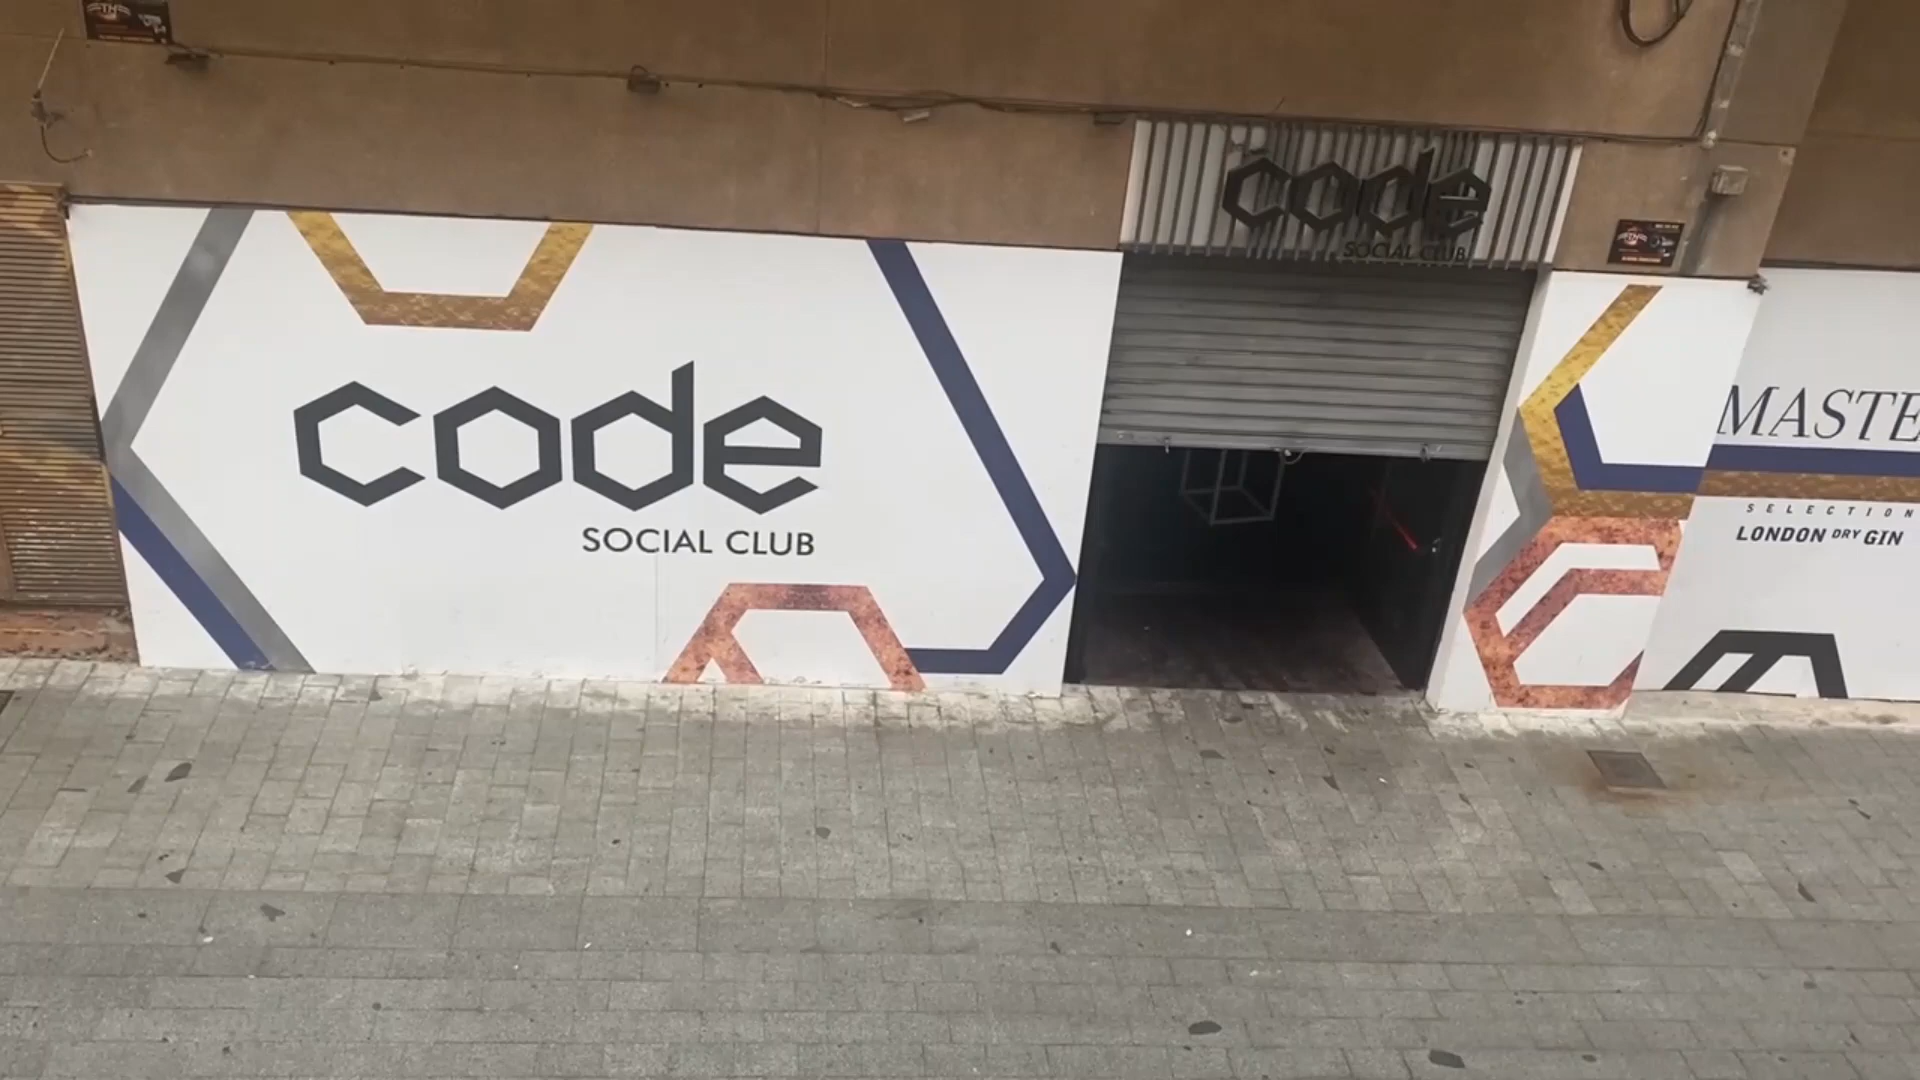 code
SOCIAL CLUB
code
SOCIAL CLUB
MASTE
SELECTION
LONDON DRY GIN